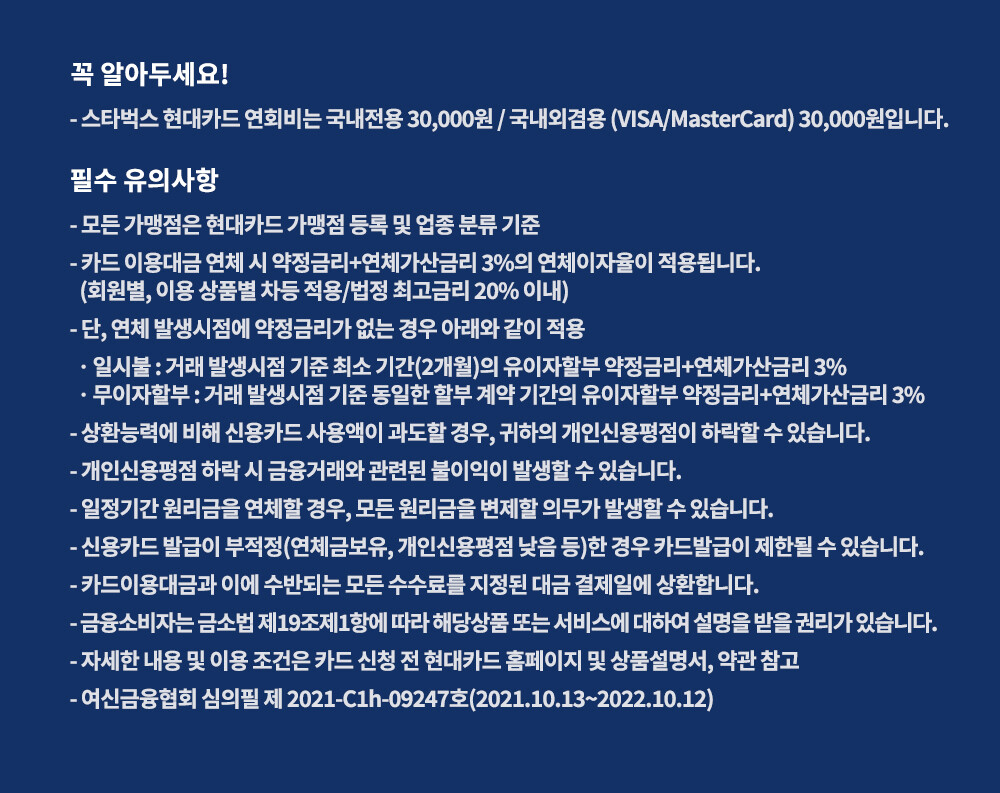 꼭 알아두세요!
- 스타벅스 현대카드 연회비는 국내전용 30,000원 / 국내외겸용 (VISA/MasterCard) 30,000원입니다.
필수 유의사항
- 모든 가맹점은 현대카드 가맹점 등록 및 업종 분류 기준
- 카드 이용대금 연체 시 약정금리+연체가산금리 3%의 연체이자율이 적용됩니다.
(회원별, 이용 상품별 차등 적용/법정 최고금리 20% 이내)
- 단, 연체 발생시점에 약정금리가 없는 경우 아래와 같이 적용
· 일시불 : 거래 발생시점 기준 최소 기간(2개월)의 유이자할부 약정금리+연체가산금리 3%
· 무이자할부 : 거래 발생시점 기준 동일한 할부 계약 기간의 유이자할부 약정금리+연체가산금리 3%
- 상환능력에 비해 신용카드 사용액이 과도할 경우, 귀하의 개인신용평점이 하락할 수 있습니다.
- 개인신용평점 하락 시 금융거래와 관련된 불이익이 발생할 수 있습니다.
- 일정기간 원리금을 연체할 경우, 모든 원리금을 변제할 의무가 발생할 수 있습니다.
- 신용카드 발급이 부적정(연체금보유, 개인신용평점 낮음 등)한 경우 카드발급이 제한될 수 있습니다.
- 카드이용대금과 이에 수반되는 모든 수수료를 지정된 대금 결제일에 상환합니다.
- 금융소비자는 금소법 제19조제1항에 따라 해당상품 또는 서비스에 대하여 설명을 받을 권리가 있습니다.
- 자세한 내용 및 이용 조건은 카드 신청 전 현대카드 홈페이지 및 상품설명서, 약관 참고
- 여신금융협회 심의필 제 2021-C1h-09247호(2021.10.13~2022.10.12)